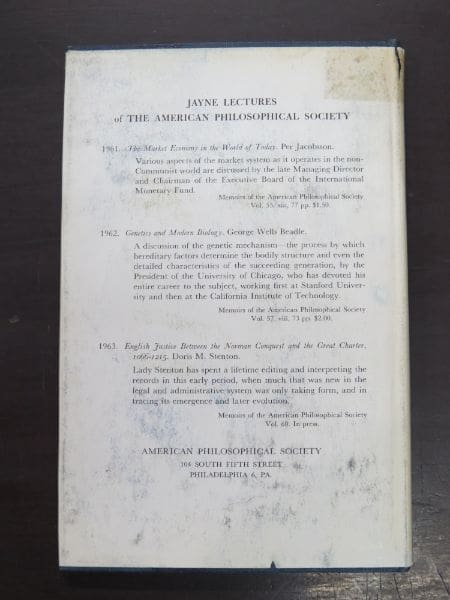 JAYNE LECTURES
of THE AMERICAN PHILOSOPHICAL SOCIETY
1961. The Market Economy in the World of Today. Per Jacobsson.
Various aspects of the market system as it operates in the non-
Communist world are discussed by the late Managing Director
and Chairman of the Executive Board of the International
Monetary Fund.
Memoirs of the American Philosophical Society
Vol. 55, xiii, 77 pp. $1.50.
1962. Genetics and Modern Biology. George Wells Beadle.
A discussion of the genetic mechanism—the process by which
hereditary factors determine the bodily structure and even the
detailed characteristics of the succeeding generation, by the
President of the University of Chicago, who has devoted his
entire career to the subject, working first at Stanford Univer-
sity and then at the California Institute of Technology.
Memoirs of the American Philosophical Society
Vol. 57. viii, 73 pp. $2.00.
1963. English Justice Between the Norman Conquest and the Great Charter,
1066-1215. Doris M. Stenton.
Lady Stenton has spent a lifetime editing and interpreting the
records in this early period, when much that was new in the
legal and administrative system was only taking form, and in
tracing its emergence and later evolution.
Memoirs of the American Philosophical Society
Vol. 60. In press.
AMERICAN PHILOSOPHICAL SOCIETY
104 SOUTH FIFTH STREET
PHILADELPHIA 6, PA.